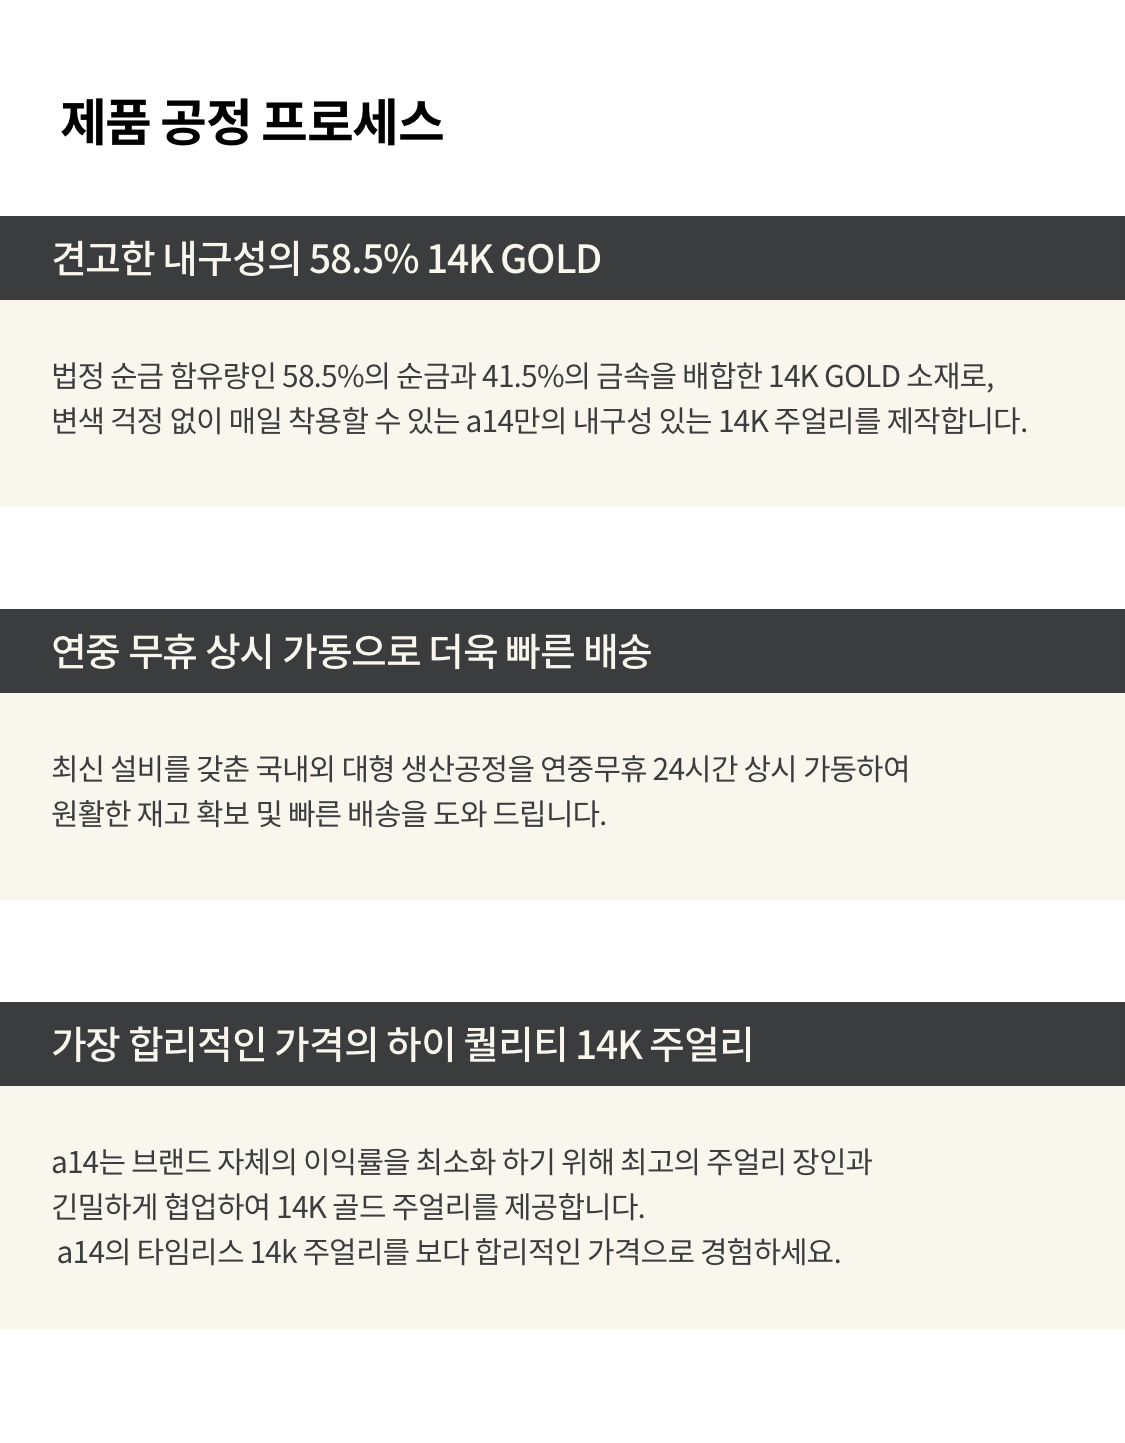 제품 공정 프로세스
견고한 내구성의 58.5% 14K GOLD
법정 순금 함유량인 58.5%의 순금과 41.5%의 금속을 배합한 14K GOLD 소재로,
변색 걱정 없이 매일 착용할 수 있는 a14만의 내구성 있는 14K 주얼리를 제작합니다.
연중 무휴 상시 가동으로 더욱 빠른 배송
최신 설비를 갖춘 국내외 대형 생산공정을 연중무휴 24시간 상시 가동하여
원활한 재고 확보 및 빠른 배송을 도와 드립니다.
가장 합리적인 가격의 하이 퀄리티 14K 주얼리
a14는 브랜드 자체의 이익률을 최소화 하기 위해 최고의 주얼리 장인과
긴밀하게 협업하여 14K 골드 주얼리를 제공합니다.
a14의 타임리스 14k 주얼리를 보다 합리적인 가격으로 경험하세요.